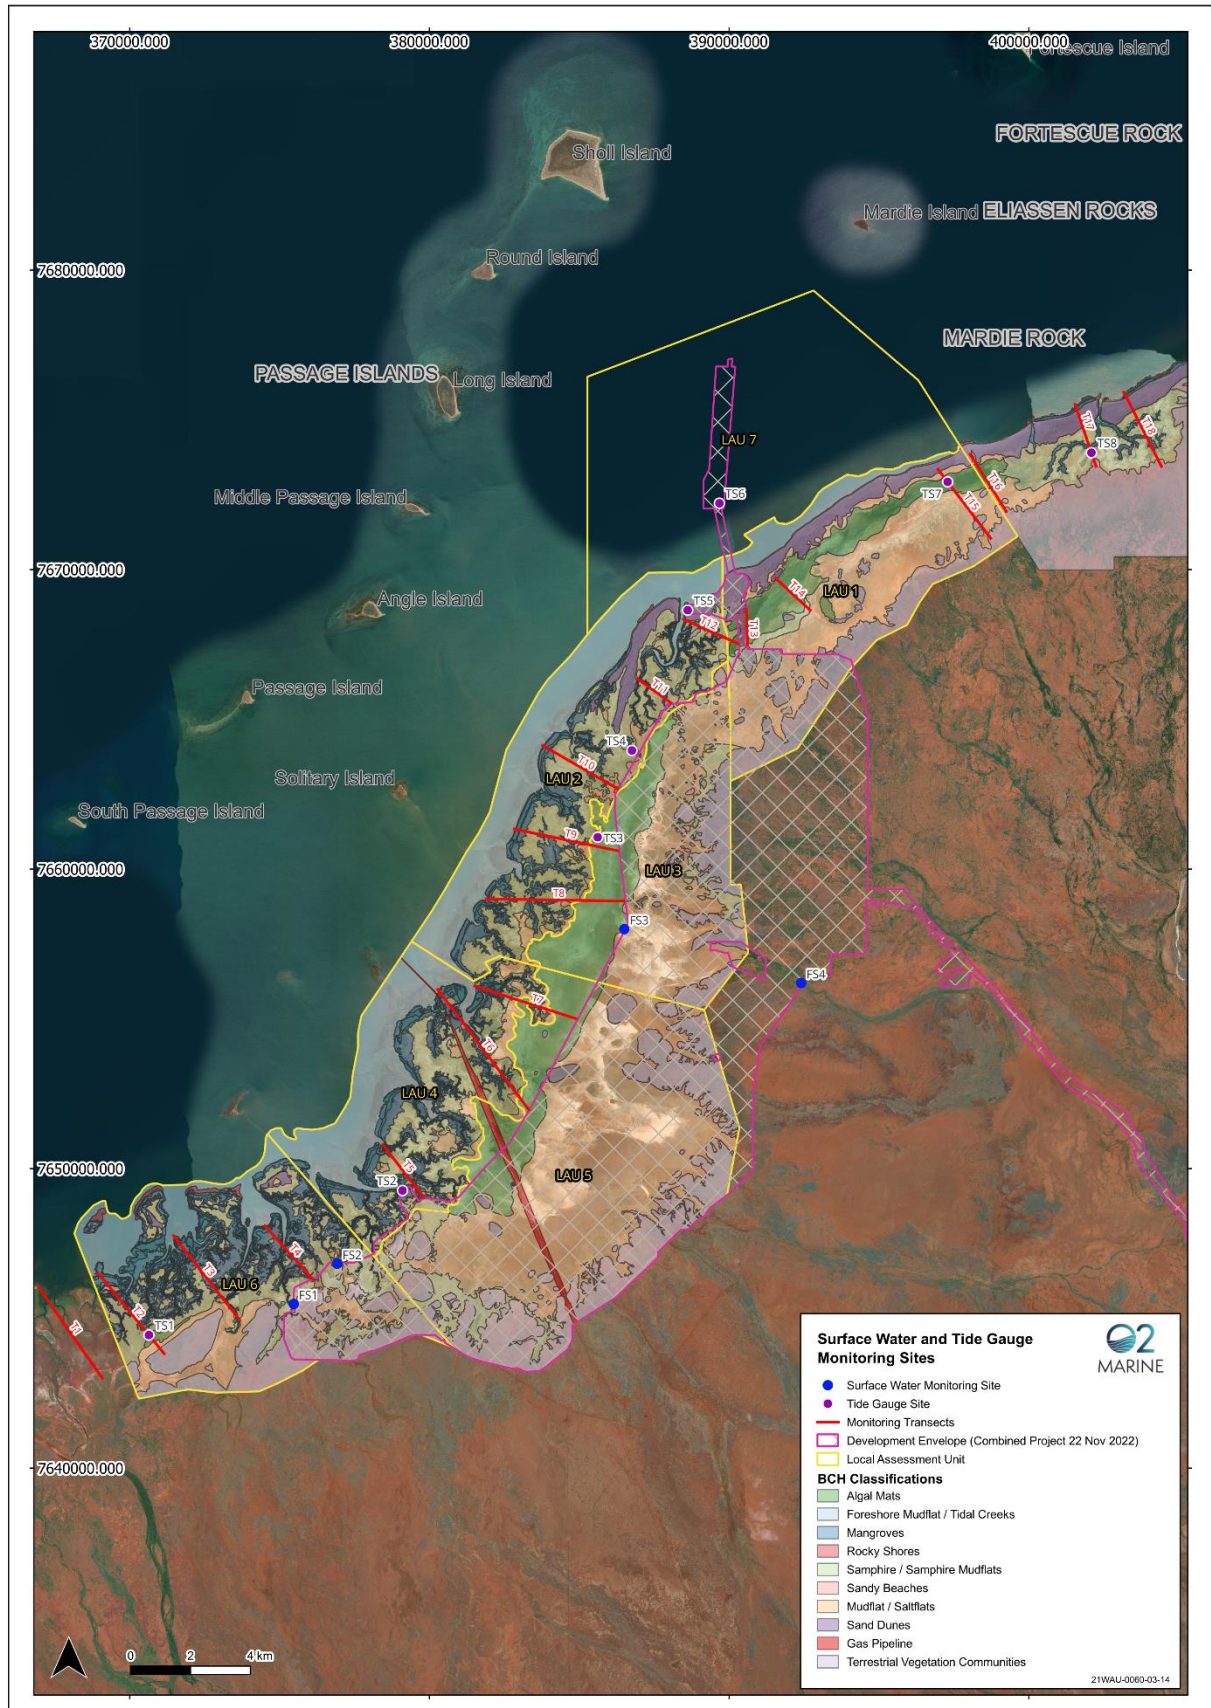 370000.000 380000.000 390000.000 400000.000
Fortescue Island
FORTESCUE ROCK
Sholl Island
Mardie Island ELIASSEN ROCKS
Round Island
7680000.000
MARDIE ROCK
PASSAGE ISLANDS
Long Island
LAU 7
T17
T18
TS8
Middle Passage Island
TS6
TS7
T16
T15
7670000.000
Angle Island
TS5
T12
T13
T14
LAU 1
Passage Island
T11
TS4
T10
LAU 2
Solitary Island
South Passage Island
T9
TS3
7660000.000
LAU 3
T8
FS3
FS4
T7
T6
LAU 4
7650000.000
T5
TS2
LAU 5
T4
FS2
T3
LAU 6
T2
FS1
T1
TS1
7640000.000
Surface Water and Tide Gauge
Monitoring Sites
O2
MARINE
Surface Water Monitoring Site
Tide Gauge Site
Monitoring Transects
Development Envelope (Combined Project 22 Nov 2022)
Local Assessment Unit
BCH Classifications
Algal Mats
Foreshore Mudflat / Tidal Creeks
Mangroves
Rocky Shores
Samphire / Samphire Mudflats
Sandy Beaches
Mudflat / Saltflats
Sand Dunes
Gas Pipeline
Terrestrial Vegetation Communities
21WAU-0060-03-14
0 2 4 km